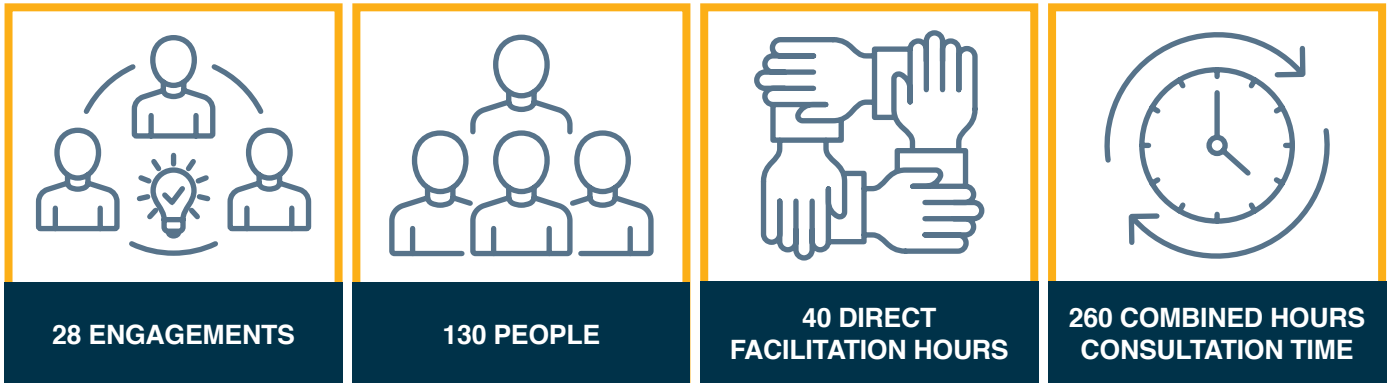 28 ENGAGEMENTS
130 PEOPLE
40 DIRECT
FACILITATION HOURS
260 COMBINED HOURS
CONSULTATION TIME